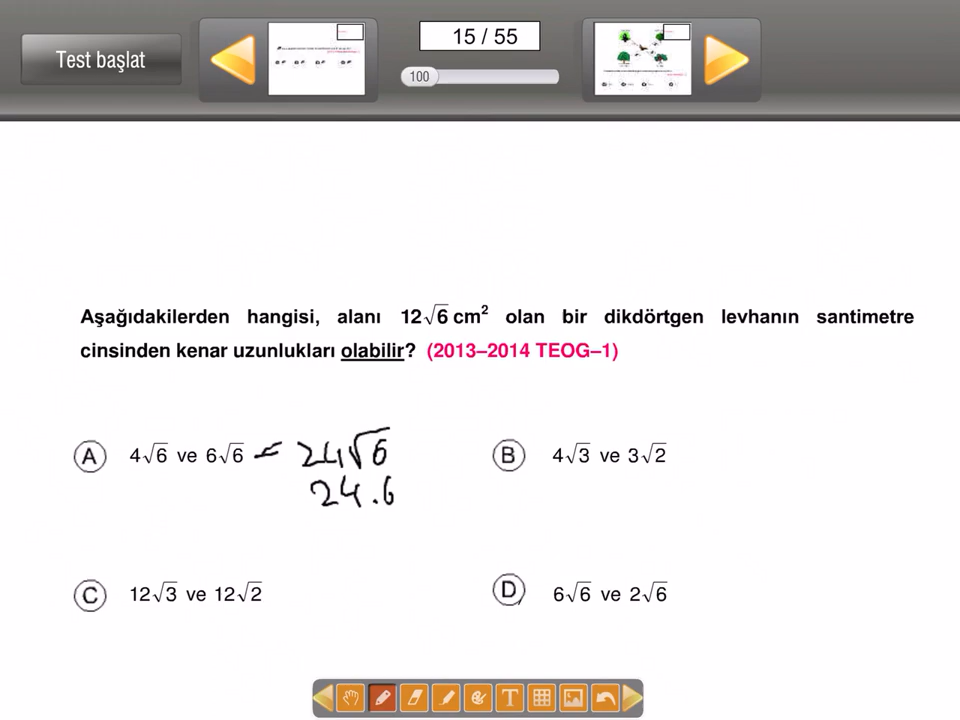 Test başlat
15 / 55
100
Aşağıdakilerden hangisi, alanı 12√6 cm² olan bir dikdörtgen levhanın santimetre
cinsinden kenar uzunlukları olabilir? (2013–2014 TEOG–1)
A 4√6 ve 6√6 = 24√6
24.6
B 4√3 ve 3√2
C 12√3 ve 12√2
D 6√6 ve 2√6
T